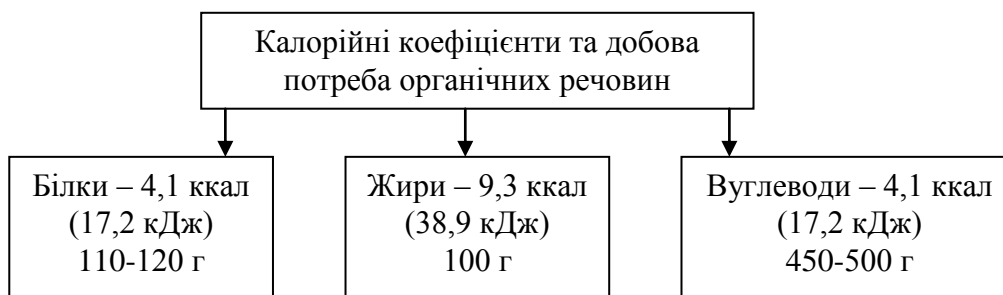 Калорійні коефіцієнти та добова
потреба органічних речовин
Білки – 4,1 ккал
(17,2 кДж)
110-120 г
Жири – 9,3 ккал
(38,9 кДж)
100 г
Вуглеводи – 4,1 ккал
(17,2 кДж)
450-500 г